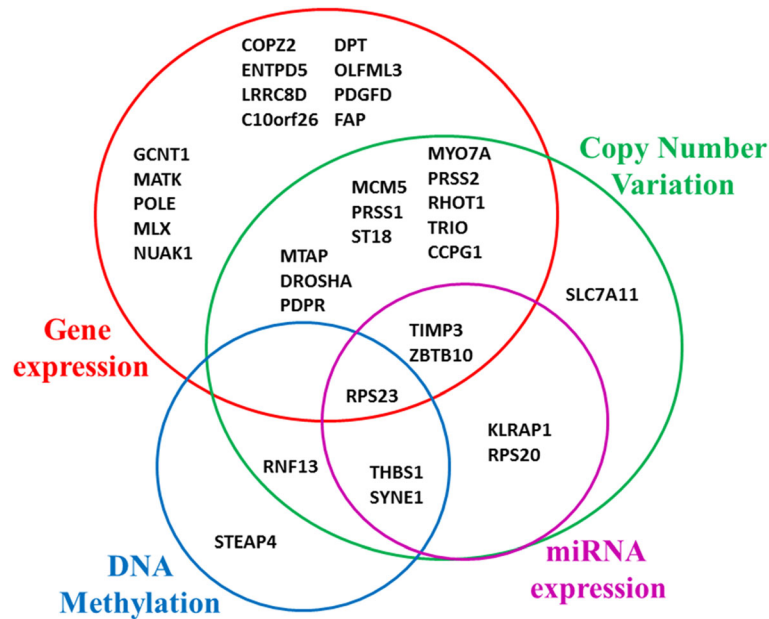 COPZ2 DPT
ENTPD5 OLFML3
LRRC8D PDGFD
C10orf26 FAP
GCNT1
MATK
POLE
MLX
NUAK1
MYO7A
PRSS2
RHOT1
TRIO
CCPG1
Copy Number
Variation
MCM5
PRSS1
ST18
MTAP
DROSHA
PDPR
SLC7A11
Gene
expression
TIMP3
ZBTB10
RPS23
KLRAP1
RPS20
RNF13
THBS1
SYNE1
STEAP4
DNA
Methylation
miRNA
expression